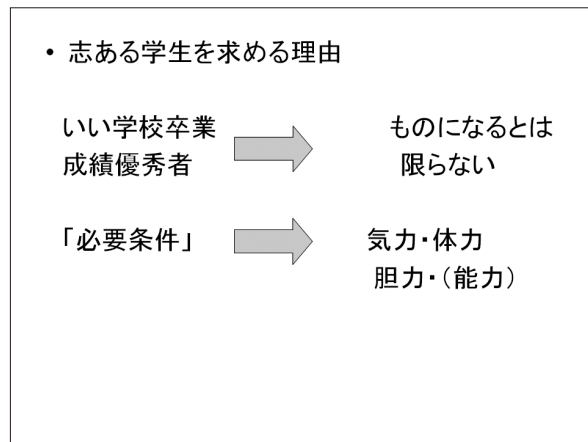 • 志ある学生を求める理由
いい学校卒業 ものになるとは
成績優秀者 限らない
「必要条件」 気力・体力
胆力・（能力）